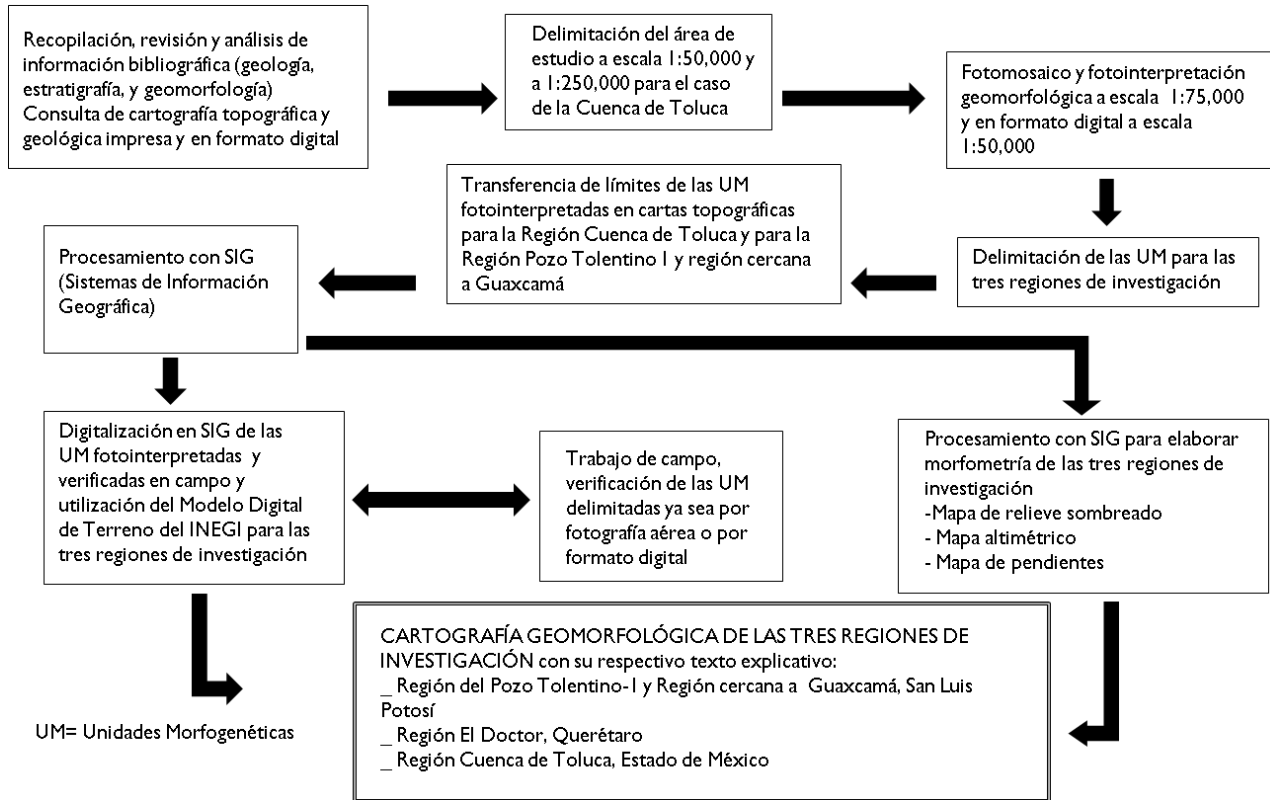 Recopilación, revisión y análisis de
información bibliográfica (geología,
estratigrafía, y geomorfología)
Consulta de cartografía topográfica y
geológica impresa y en formato digital
Delimitación del área de
estudio a escala 1:50,000 y
a 1:250,000 para el caso
de la Cuenca de Toluca
Fotomosaico y fotointerpretación
geomorfológica a escala 1:75,000
y en formato digital a escala
1:50,000
Delimitación de las UM para las
tres regiones de investigación
Transferencia de límites de las UM
fotointerpretadas en cartas topográficas
para la Región Cuenca de Toluca y para la
Región Pozo Tolentino 1 y región cercana
a Guaxcamá
Procesamiento con SIG
(Sistemas de Información
Geográfica)
Digitalización en SIG de las
UM fotointerpretadas y
verificadas en campo y
utilización del Modelo Digital
de Terreno del INEGI para las
tres regiones de investigación
Trabajo de campo,
verificación de las UM
delimitadas ya sea por
fotografía aérea o por
formato digital
Procesamiento con SIG para elaborar
morfometría de las tres regiones de
investigación
-Mapa de relieve sombreado
- Mapa altimétrico
- Mapa de pendientes
CARTOGRAFÍA GEOMORFOLÓGICA DE LAS TRES REGIONES DE
INVESTIGACIÓN con su respectivo texto explicativo:
_ Región del Pozo Tolentino-1 y Región cercana a Guaxcamá, San Luis
Potosí
_ Región El Doctor, Querétaro
_ Región Cuenca de Toluca, Estado de México
UM= Unidades Morfogenéticas